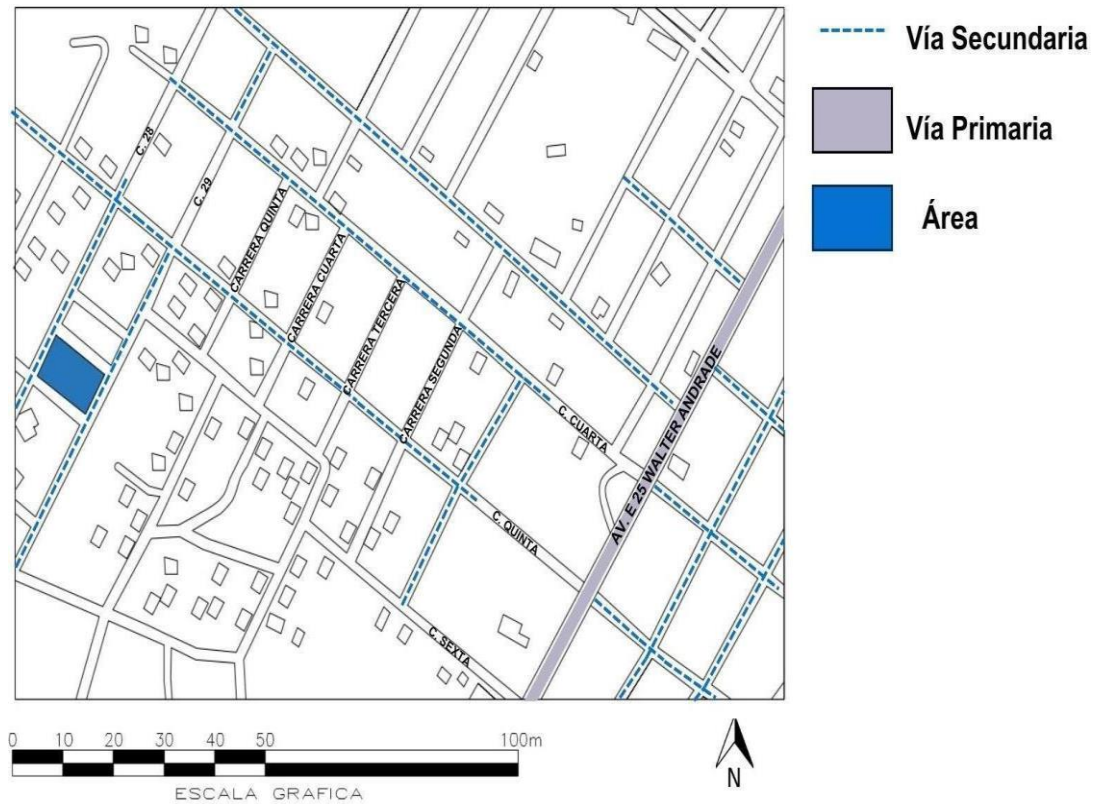 Vía Secundaria
Vía Primaria
Área
C. 28
C. 29
CARRERA QUINTA
CARRERA CUARTA
CARRERA TERCERA
CARRERA SEGUNDA
C. CUARTA
AV. E 25 WALTER ANDRADE
C. QUINTA
C. SEXTA
0 10 20 30 40 50 100m
ESCALA GRAFICA
N